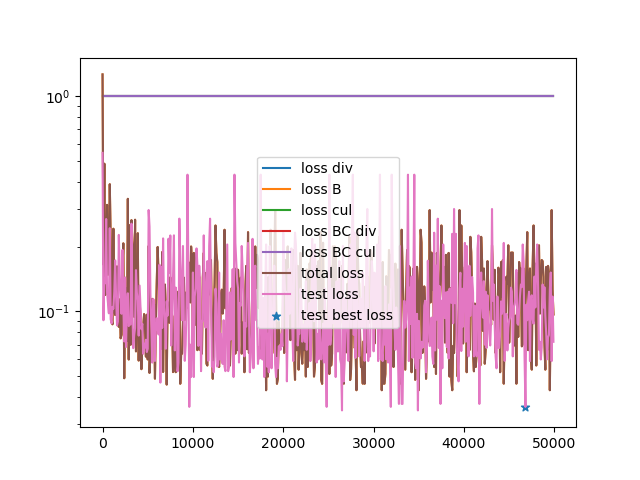 10⁰
10⁻¹
loss div
loss B
loss cul
loss BC div
loss BC cul
total loss
test loss
test best loss
0 10000 20000 30000 40000 50000